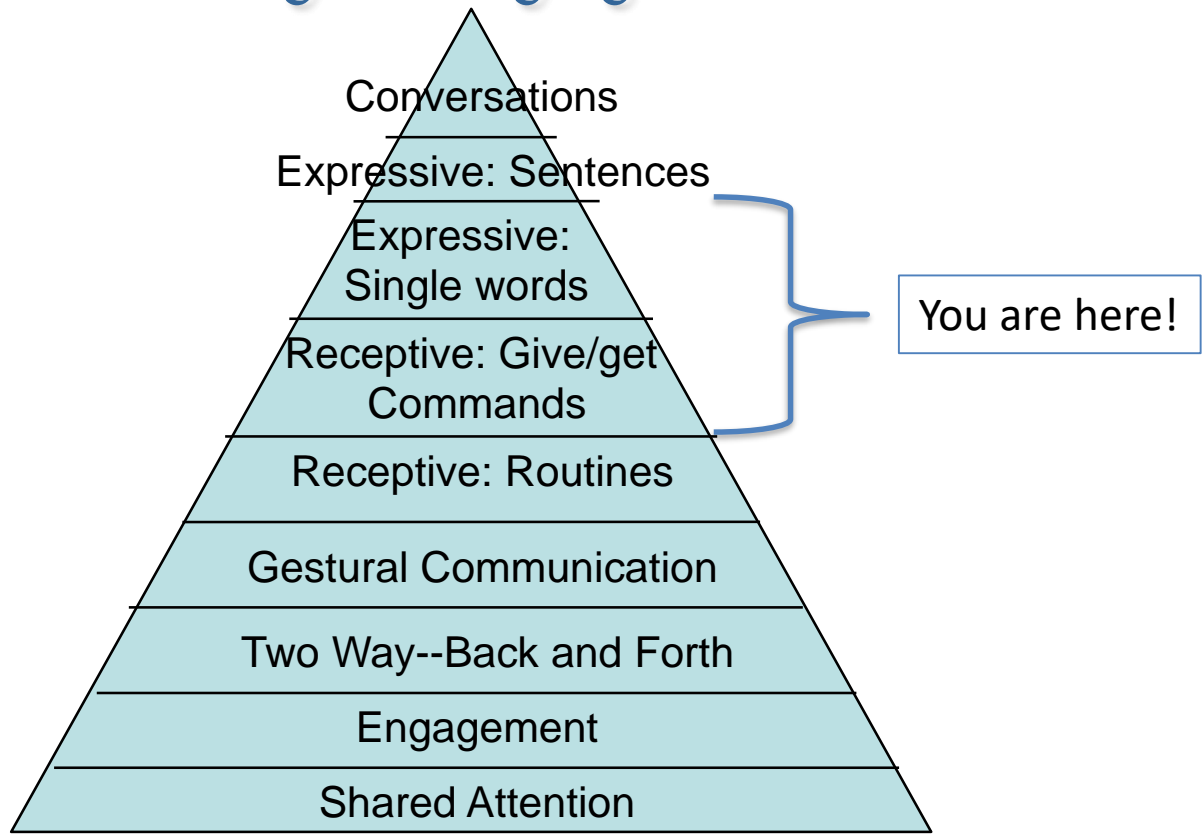 Conversations
Expressive: Sentences
Expressive:
Single words
Receptive: Give/get
Commands
You are here!
Receptive: Routines
Gestural Communication
Two Way--Back and Forth
Engagement
Shared Attention